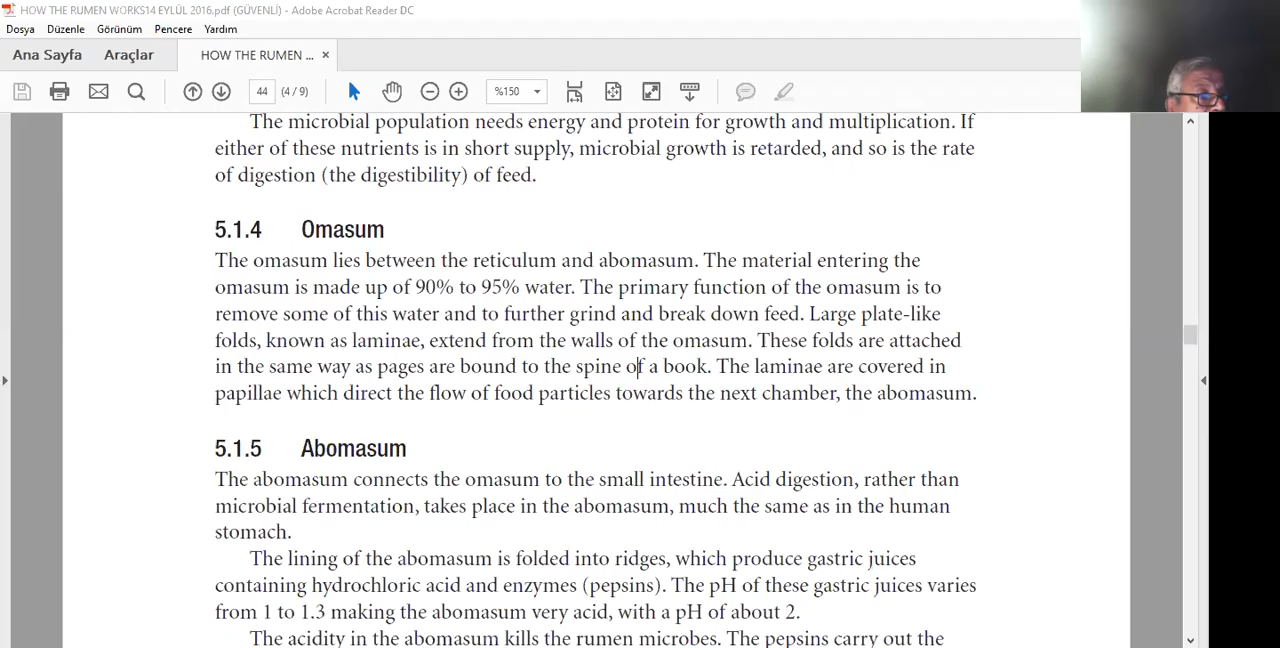 HOW THE RUMEN WORKS14 EYLÜL 2016.pdf (GÜVENLİ) - Adobe Acrobat Reader DC
Dosya Düzenle Görünüm Pencere Yardım
Ana Sayfa Araçlar HOW THE RUMEN ... ×
44 (4 / 9) %150
The microbial population needs energy and protein for growth and multiplication. If
either of these nutrients is in short supply, microbial growth is retarded, and so is the rate
of digestion (the digestibility) of feed.
5.1.4 Omasum
The omasum lies between the reticulum and abomasum. The material entering the
omasum is made up of 90% to 95% water. The primary function of the omasum is to
remove some of this water and to further grind and break down feed. Large plate-like
folds, known as laminae, extend from the walls of the omasum. These folds are attached
in the same way as pages are bound to the spine of a book. The laminae are covered in
papillae which direct the flow of food particles towards the next chamber, the abomasum.
5.1.5 Abomasum
The abomasum connects the omasum to the small intestine. Acid digestion, rather than
microbial fermentation, takes place in the abomasum, much the same as in the human
stomach.
The lining of the abomasum is folded into ridges, which produce gastric juices
containing hydrochloric acid and enzymes (pepsins). The pH of these gastric juices varies
from 1 to 1.3 making the abomasum very acid, with a pH of about 2.
The acidity in the abomasum kills the rumen microbes. The pepsins carry out the